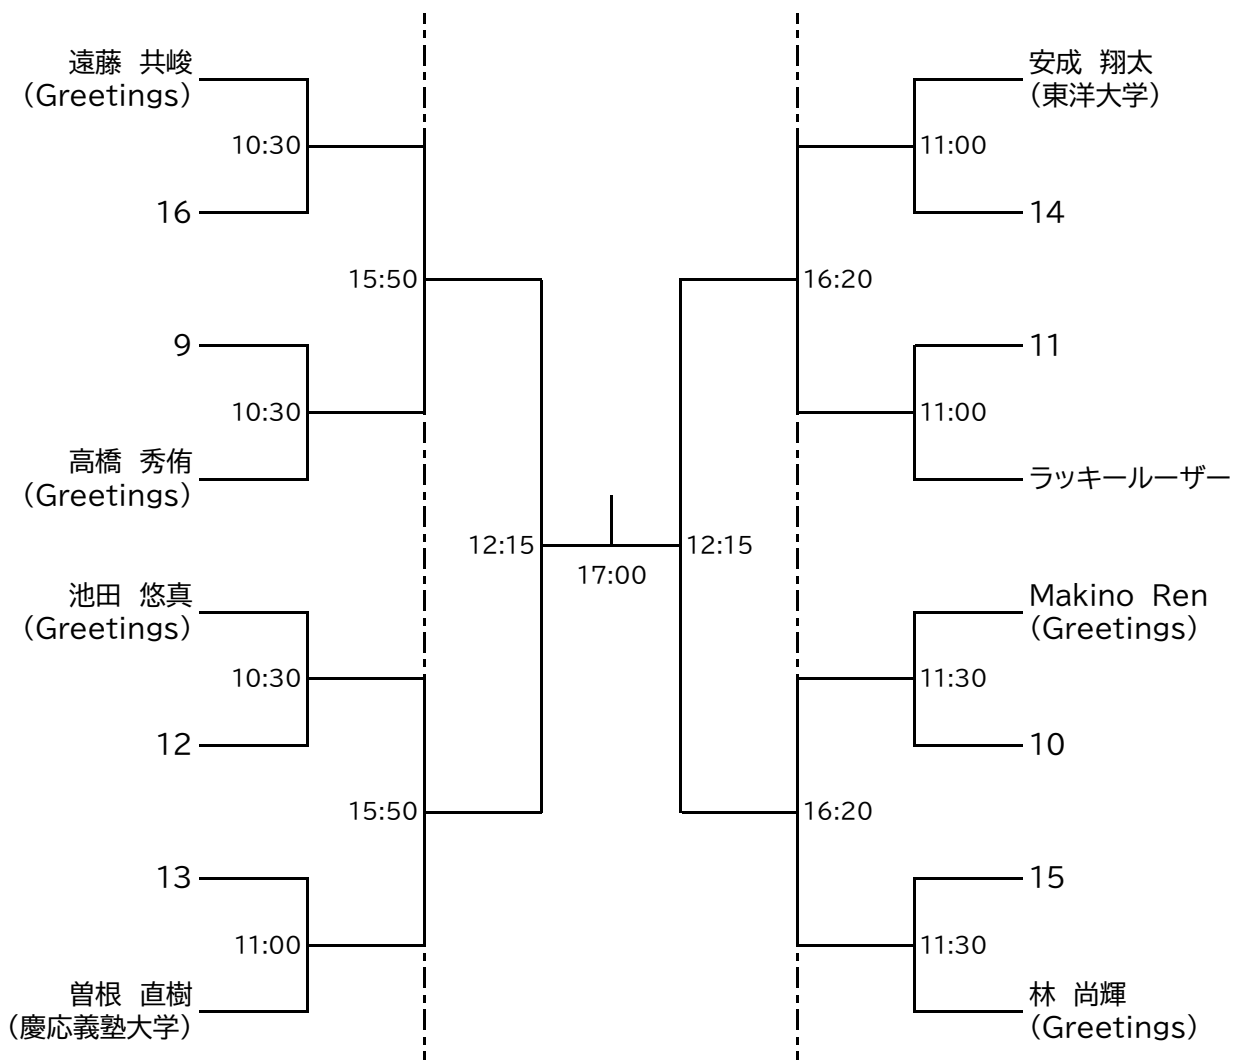 遠藤 共峻
(Greetings)
10:30
16
15:50
9
10:30
高橋 秀侑
(Greetings)
12:15
池田 悠真
(Greetings)
10:30
12
15:50
13
11:00
曽根 直樹
(慶応義塾大学)
17:00
安成 翔太
(東洋大学)
11:00
14
16:20
11
11:00
ラッキールーザー
12:15
Makino Ren
(Greetings)
11:30
10
16:20
15
11:30
林 尚輝
(Greetings)